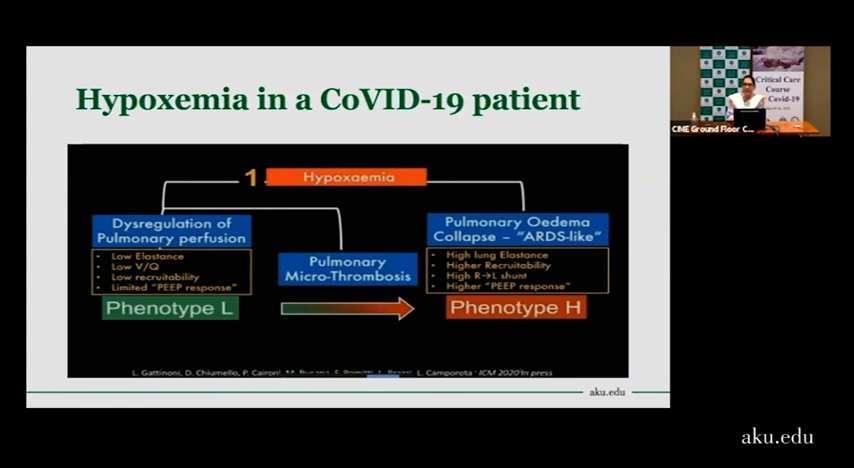 Hypoxemia in a CoVID-19 patient
1 Hypoxaemia
Dysregulation of
Pulmonary perfusion
• Low Elastance
• Low V/Q
• Low recruitability
• Limited "PEEP response"
Phenotype L
Pulmonary
Micro-Thrombosis
Pulmonary Oedema
Collapse – "ARDS-like"
• High lung Elastance
• Higher Recruitability
• High R→L shunt
• Higher "PEEP response"
Phenotype H
L. Gattinoni, D. Chiumello, P. Caironi, L. Camporota - ICM 2020 In press
aku.edu
Critical Care
Course
Covid-19
CIME Ground Floor C...
aku.edu